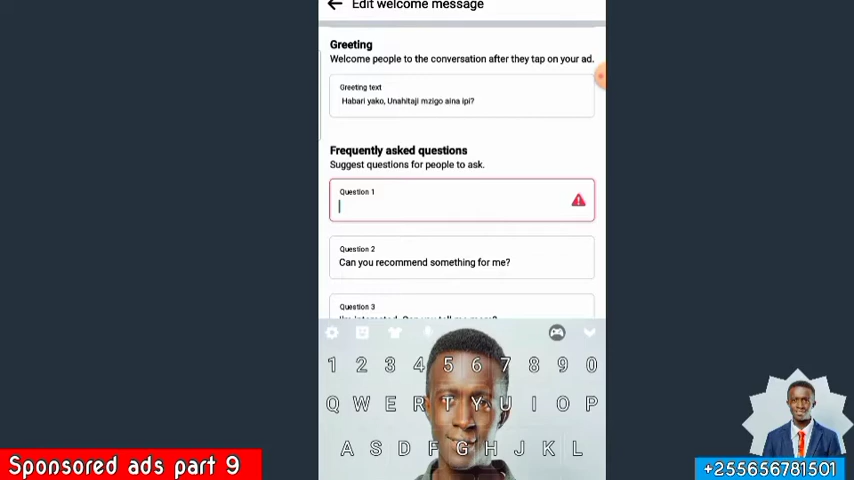 Edit welcome message
Greeting
Welcome people to the conversation after they tap on your ad.
Greeting text
Habari yako, Unahitaji mzigo aina ipi?
Frequently asked questions
Suggest questions for people to ask.
Question 1
Question 2
Can you recommend something for me?
Question 3
1 2 3 4 5 6 7 8 9 0
Q W E R T Y U I O P
A S D F G H J K L
Sponsored ads part 9
+255656781501